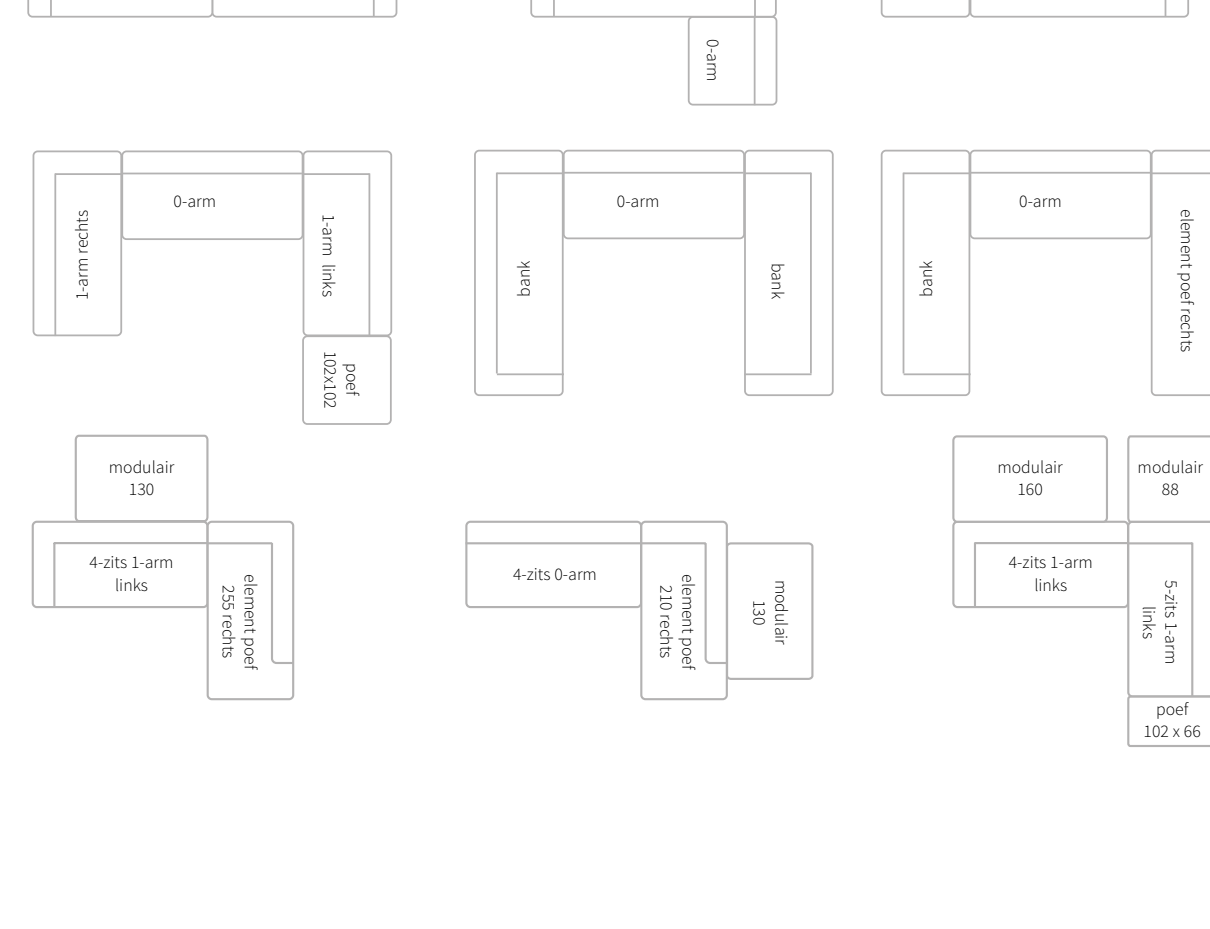 0-arm
1-arm rechts
0-arm
1-arm links
poef
102x102
bank
0-arm
bank
bank
0-arm
element poef rechts
modulair
130
4-zits 1-arm
links
element poef
255 rechts
4-zits 0-arm
element poef
210 rechts
modulair
130
modulair
160
modulair
88
4-zits 1-arm
links
5-zits 1-arm
links
poef
102 x 66